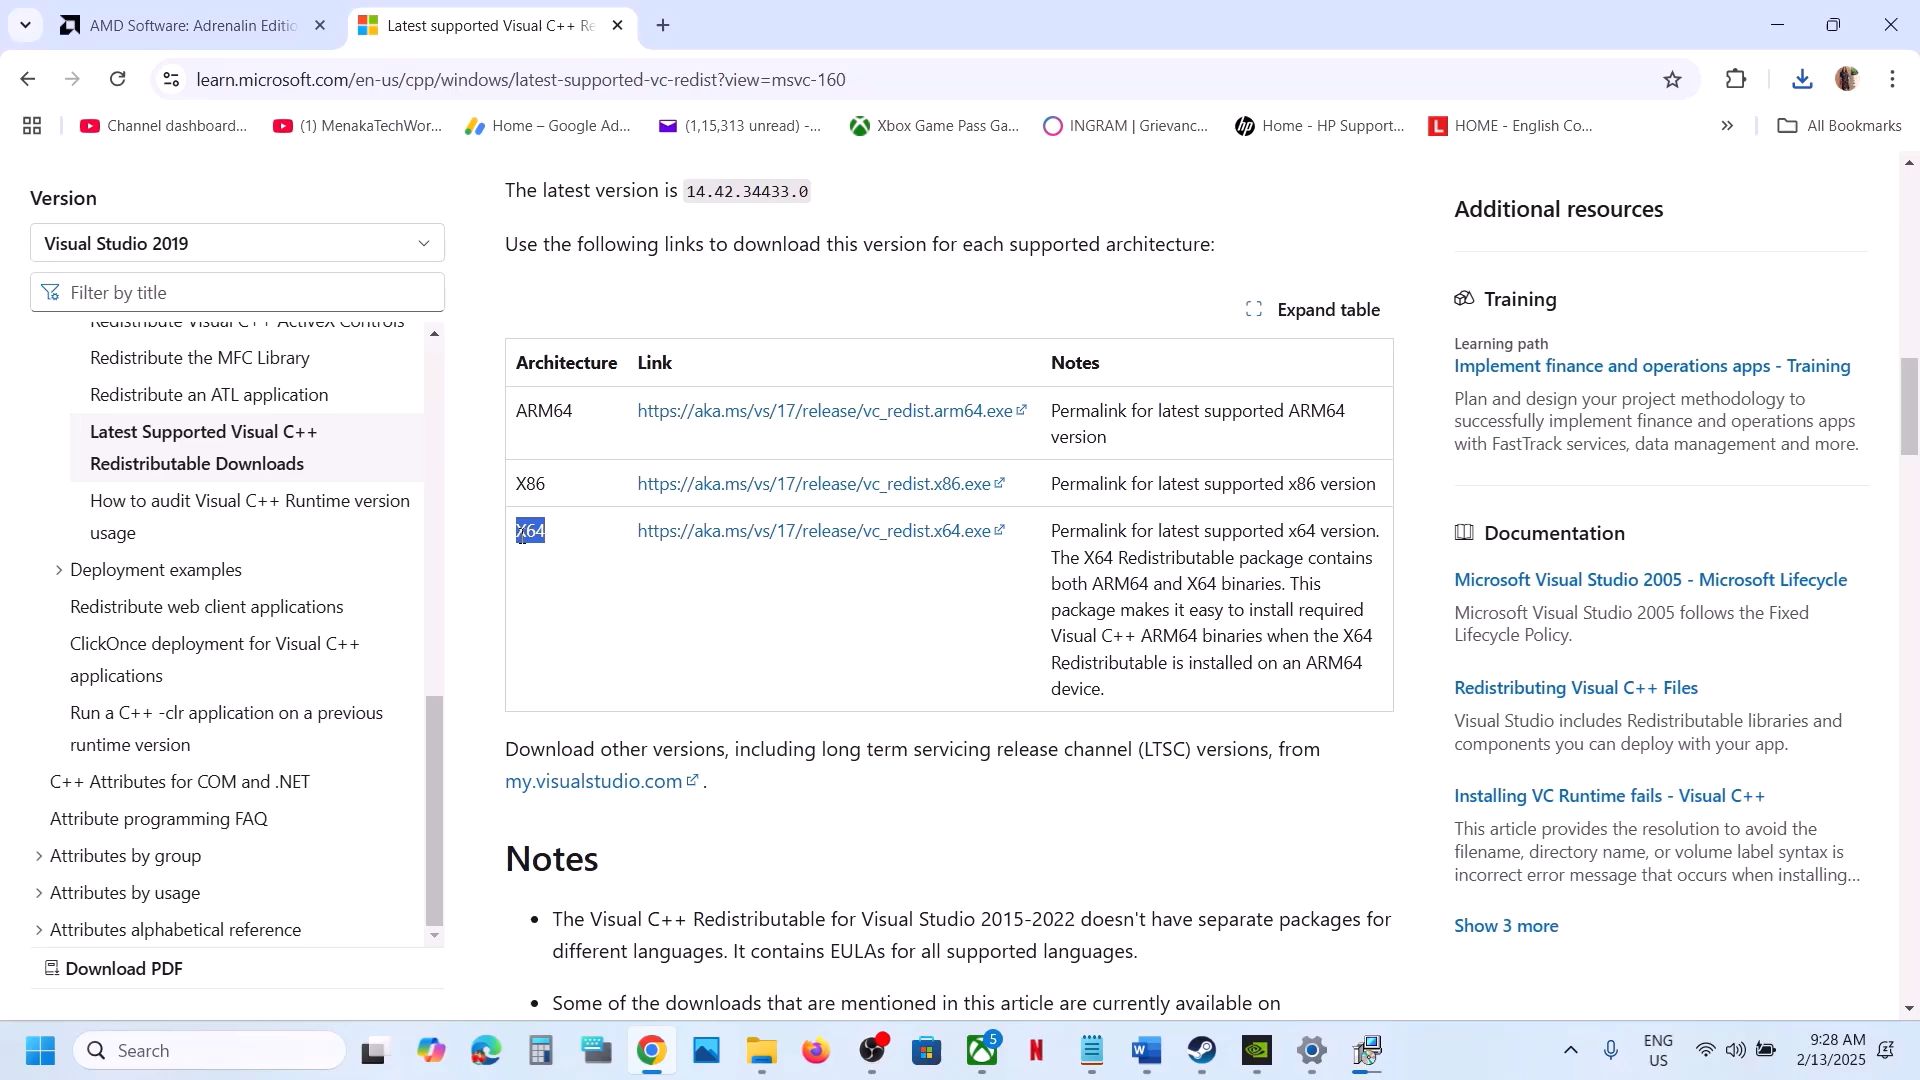 AMD Software: Adrenalin Editio
Latest supported Visual C++ Re
learn.microsoft.com/en-us/cpp/windows/latest-supported-vc-redist?view=msvc-160
Channel dashboard...
(1) MenakaTechWor...
Home – Google Ad...
(1,15,313 unread) -...
Xbox Game Pass Ga...
INGRAM | Grievanc...
Home - HP Support...
HOME - English Co...
All Bookmarks
Version
Visual Studio 2019
Filter by title
Redistribute Visual C++ ActiveX Controls
Redistribute the MFC Library
Redistribute an ATL application
Latest Supported Visual C++
Redistributable Downloads
How to audit Visual C++ Runtime version
usage
Deployment examples
Redistribute web client applications
ClickOnce deployment for Visual C++
applications
Run a C++ -clr application on a previous
runtime version
C++ Attributes for COM and .NET
Attribute programming FAQ
Attributes by group
Attributes by usage
Attributes alphabetical reference
Download PDF
The latest version is 14.42.34433.0
Use the following links to download this version for each supported architecture:
Expand table
Architecture Link Notes
ARM64 https://aka.ms/vs/17/release/vc_redist.arm64.exe Permalink for latest supported ARM64
version
X86 https://aka.ms/vs/17/release/vc_redist.x86.exe Permalink for latest supported x86 version
X64 https://aka.ms/vs/17/release/vc_redist.x64.exe Permalink for latest supported x64 version.
The X64 Redistributable package contains
both ARM64 and X64 binaries. This
package makes it easy to install required
Visual C++ ARM64 binaries when the X64
Redistributable is installed on an ARM64
device.
Download other versions, including long term servicing release channel (LTSC) versions, from
my.visualstudio.com .
Notes
• The Visual C++ Redistributable for Visual Studio 2015-2022 doesn't have separate packages for
different languages. It contains EULAs for all supported languages.
• Some of the downloads that are mentioned in this article are currently available on
Additional resources
Training
Learning path
Implement finance and operations apps - Training
Plan and design your project methodology to
successfully implement finance and operations apps
with FastTrack services, data management and more.
Documentation
Microsoft Visual Studio 2005 - Microsoft Lifecycle
Microsoft Visual Studio 2005 follows the Fixed
Lifecycle Policy.
Redistributing Visual C++ Files
Visual Studio includes Redistributable libraries and
components you can deploy with your app.
Installing VC Runtime fails - Visual C++
This article provides the resolution to avoid the
filename, directory name, or volume label syntax is
incorrect error message that occurs when installing...
Show 3 more
Search
5
ENG
US
9:28 AM
2/13/2025